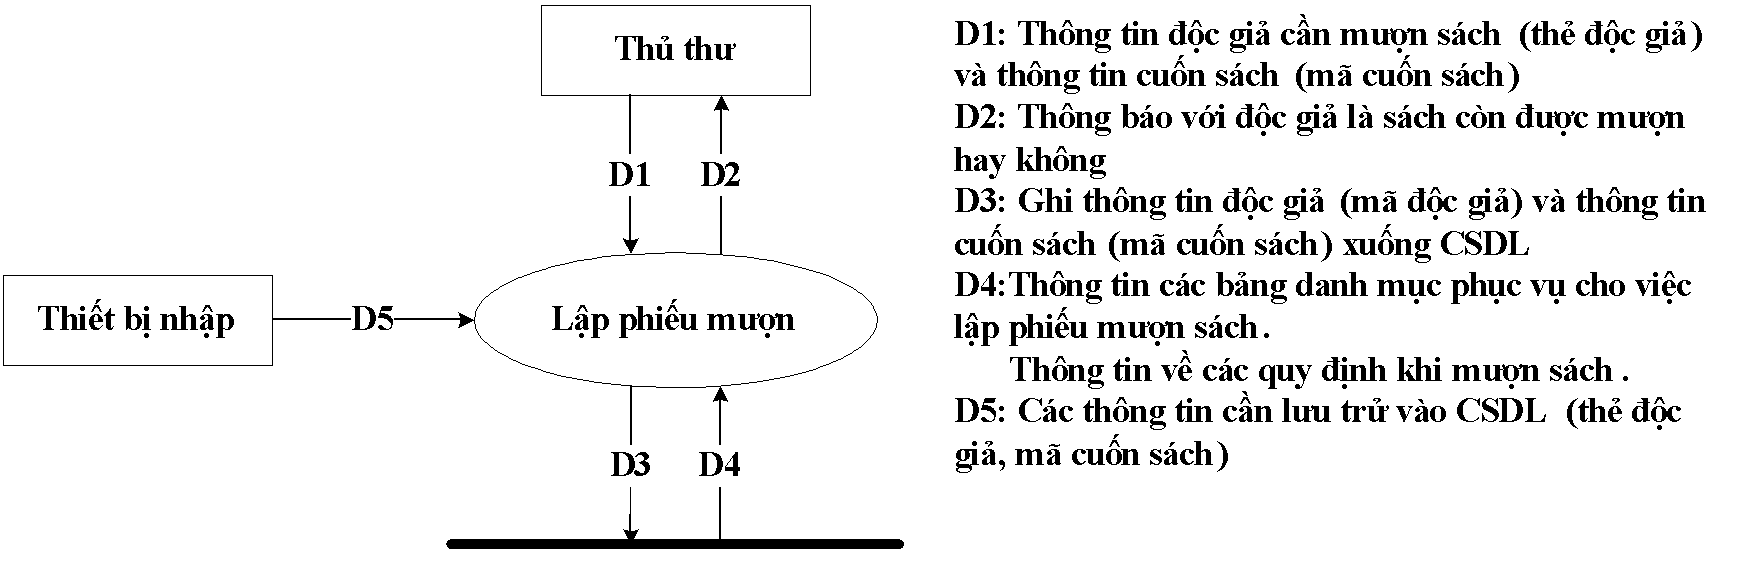 Thủ thư
D1
D2
Thiết bị nhập
D5
Lập phiếu mượn
D3
D4
D1: Thông tin độc giả cần mượn sách (thẻ độc giả)
và thông tin cuốn sách (mã cuốn sách)
D2: Thông báo với độc giả là sách còn được mượn
hay không
D3: Ghi thông tin độc giả (mã độc giả) và thông tin
cuốn sách (mã cuốn sách) xuống CSDL
D4:Thông tin các bảng danh mục phục vụ cho việc
lập phiếu mượn sách.
Thông tin về các quy định khi mượn sách .
D5: Các thông tin cần lưu trử vào CSDL (thẻ độc
giả, mã cuốn sách)